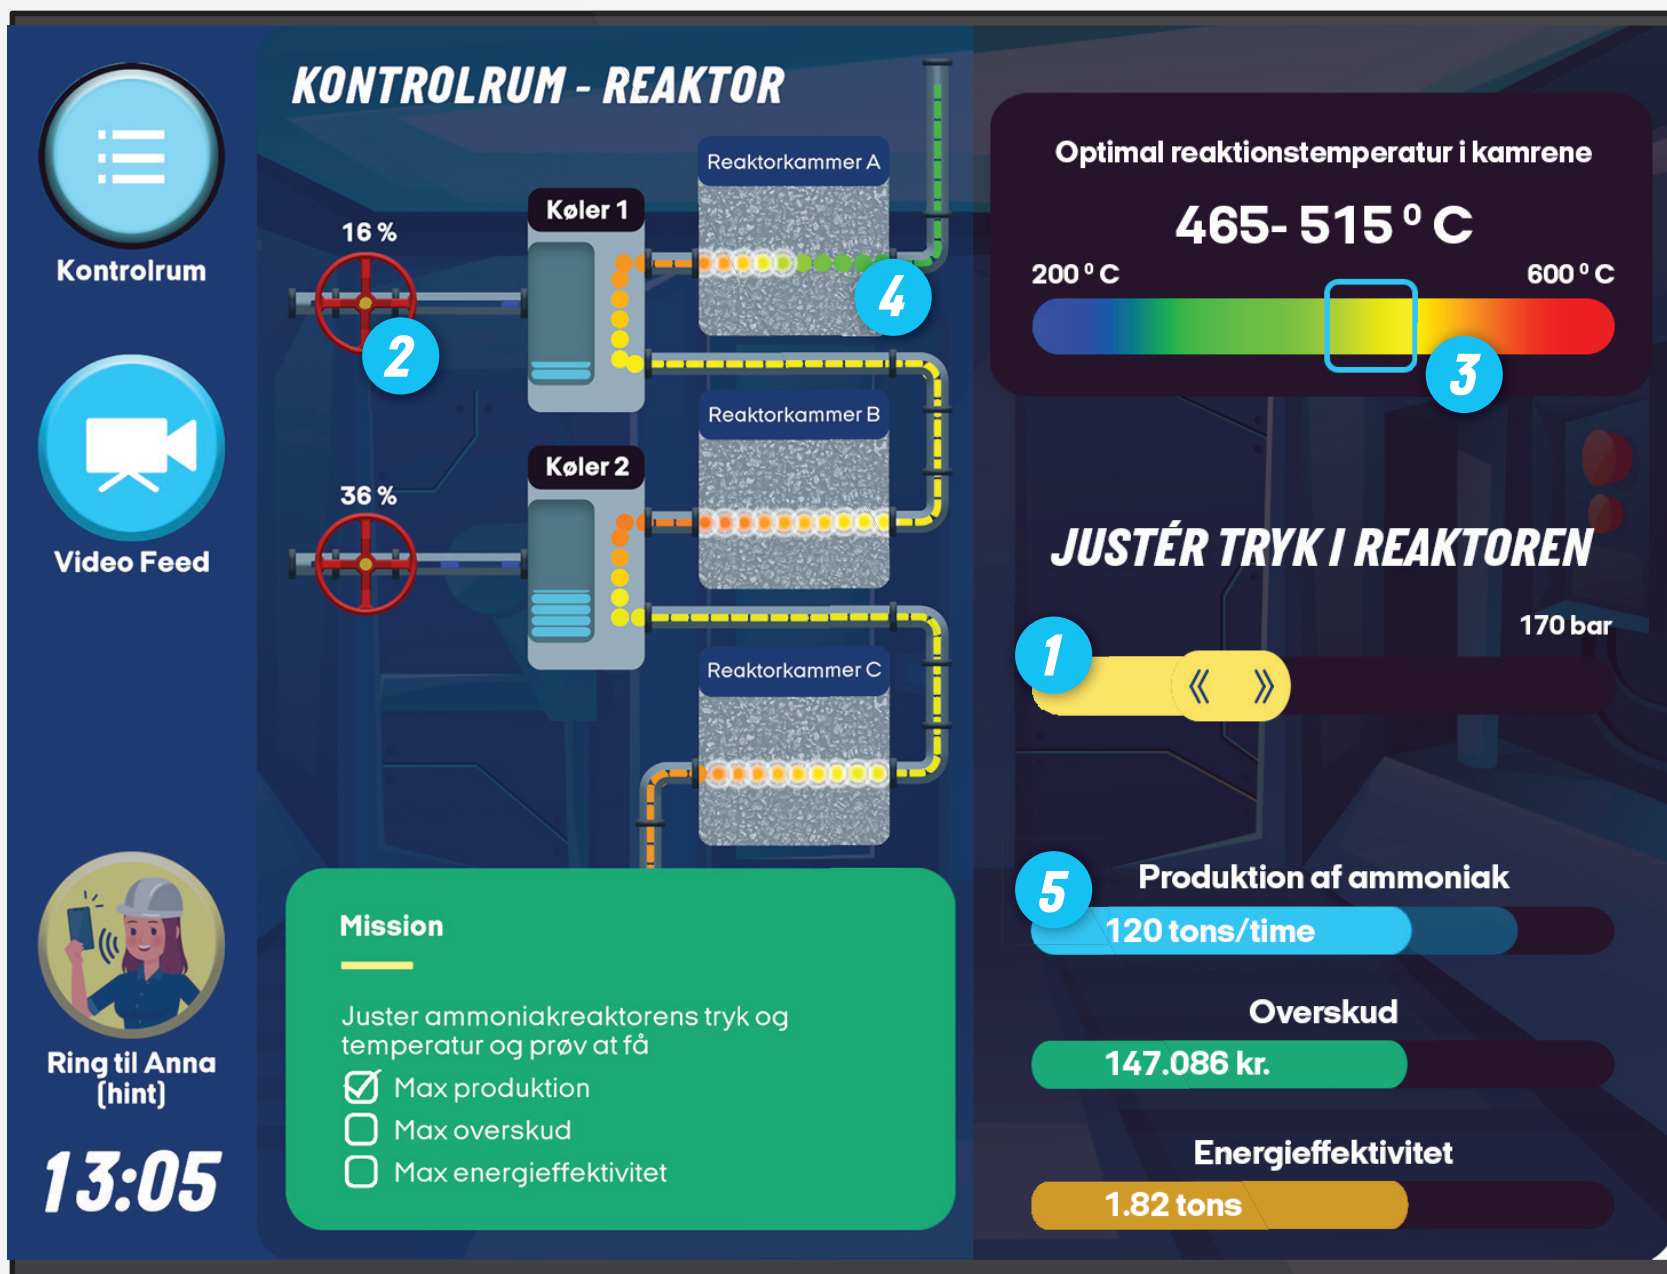 KONTROLRUM - REAKTOR
Kontrolrum
Video Feed
Ring til Anna
(hint)
13:05
16 %
2
Køler 1
Reaktorkammer A
4
36 %
Køler 2
Reaktorkammer B
Reaktorkammer C
Mission
Juster ammoniakreaktorens tryk og
temperatur og prøv at få
Max produktion
Max overskud
Max energieffektivitet
Optimal reaktionstemperatur i kamrene
465- 515 ⁰ C
200 ⁰ C
600 ⁰ C
3
JUSTÉR TRYK I REAKTOREN
170 bar
1
5
Produktion af ammoniak
120 tons/time
Overskud
147.086 kr.
Energieffektivitet
1.82 tons